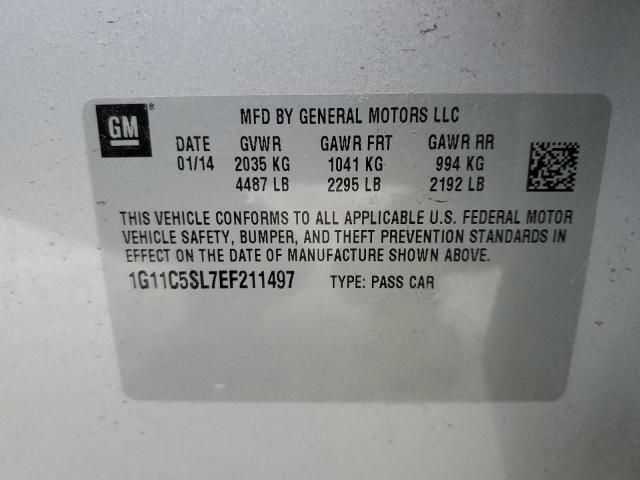 GM®
MFD BY GENERAL MOTORS LLC
DATE GVWR GAWR FRT GAWR RR
01/14 2035 KG 1041 KG 994 KG
4487 LB 2295 LB 2192 LB
THIS VEHICLE CONFORMS TO ALL APPLICABLE U.S. FEDERAL MOTOR
VEHICLE SAFETY, BUMPER, AND THEFT PREVENTION STANDARDS IN
EFFECT ON THE DATE OF MANUFACTURE SHOWN ABOVE.
1G11C5SL7EF211497 TYPE: PASS CAR